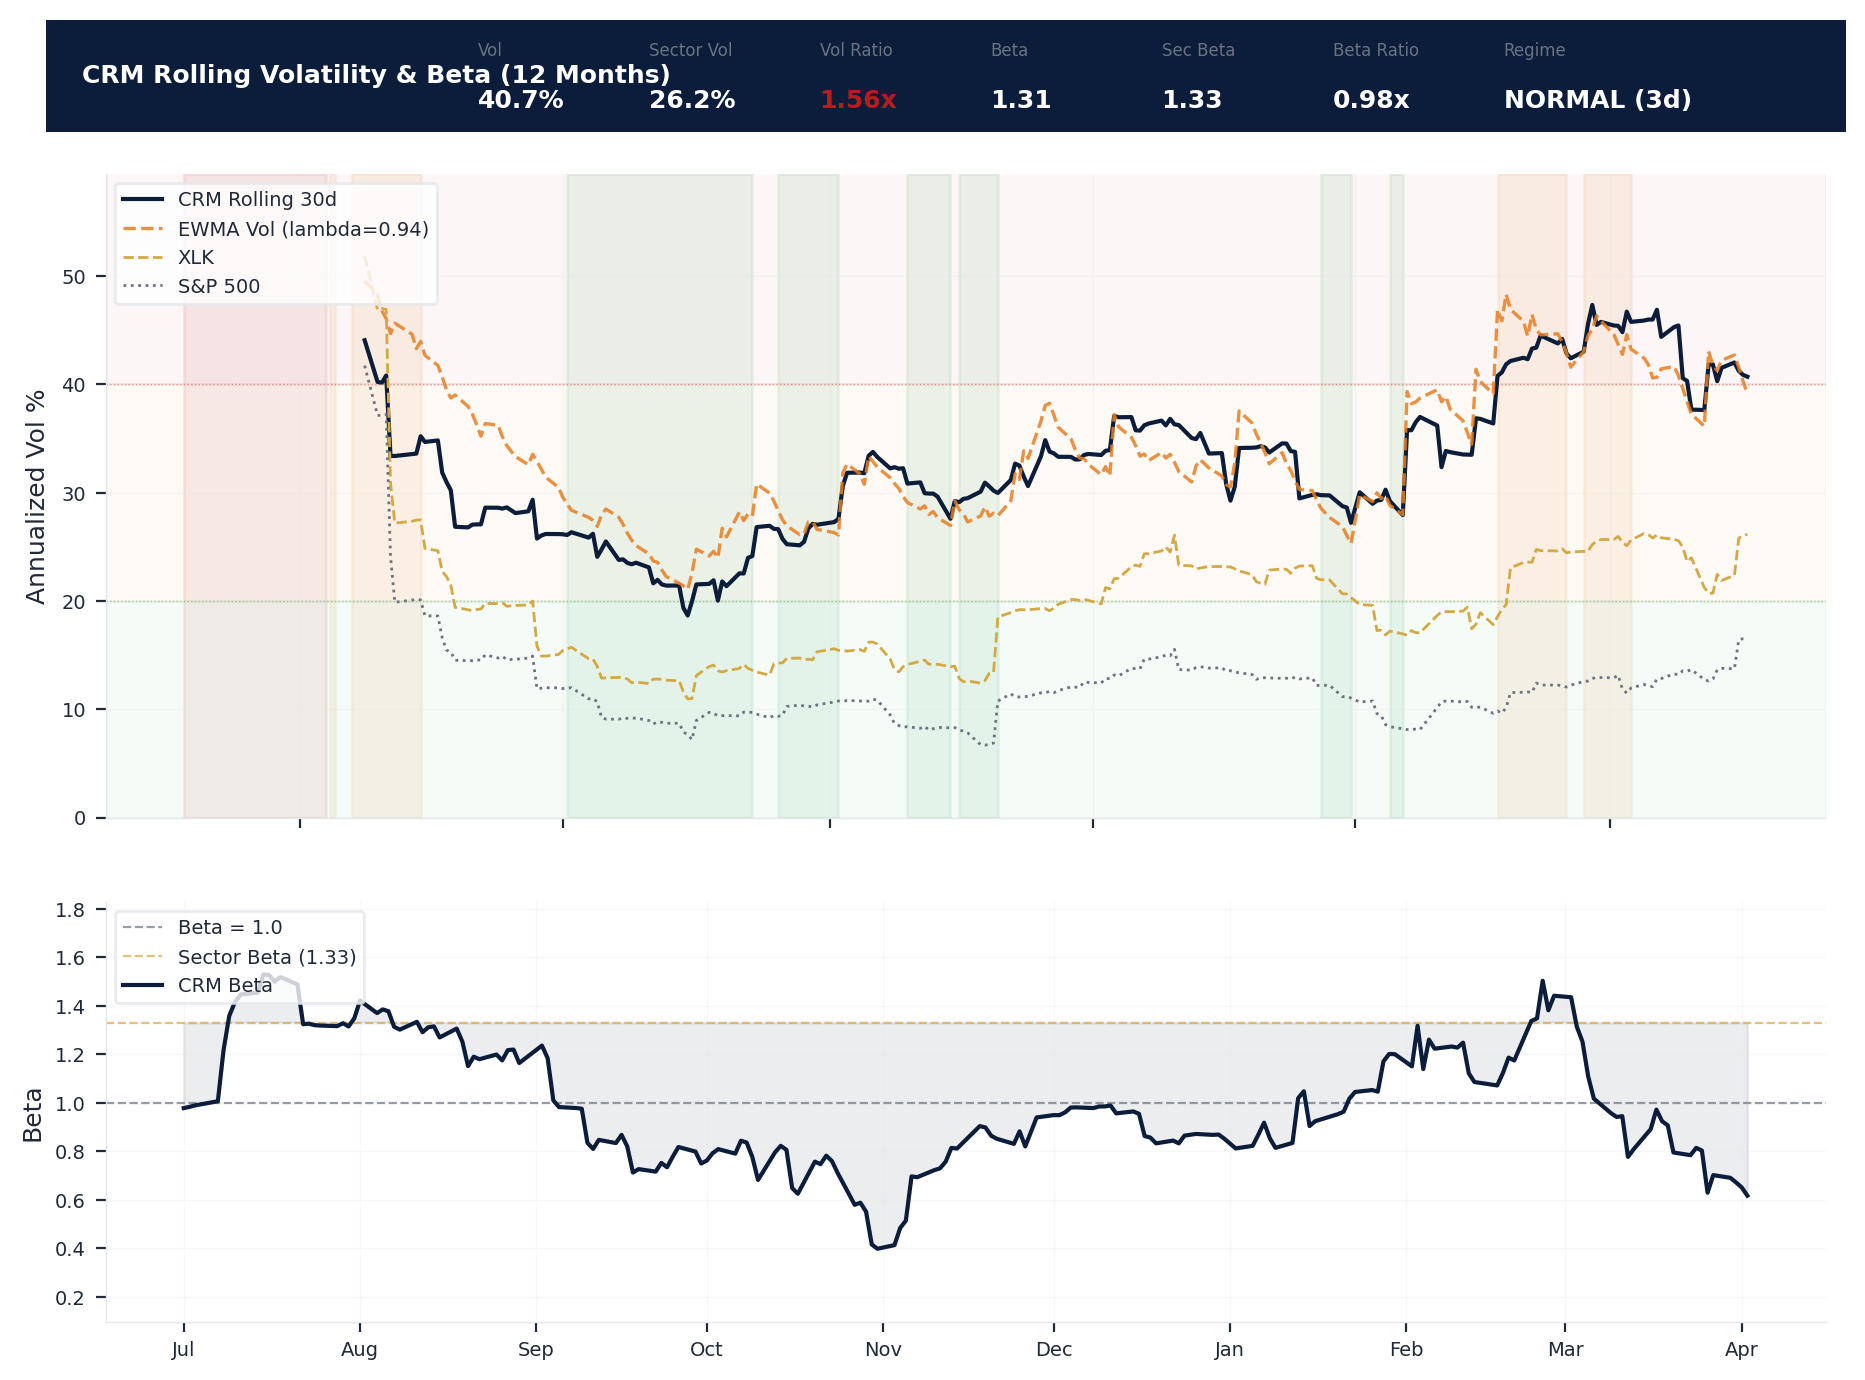 Vol Sector Vol Vol Ratio Beta Sec Beta Beta Ratio Regime
CRM Rolling Volatility & Beta (12 Months)
40.7% 26.2% 1.56x 1.31 1.33 0.98x NORMAL (3d)
CRM Rolling 30d
EWMA Vol (lambda=0.94)
XLK
S&P 500
Annualized Vol %
50
40
30
20
10
0
Beta = 1.0
Sector Beta (1.33)
CRM Beta
Beta
1.8
1.6
1.4
1.2
1.0
0.8
0.6
0.4
0.2
Jul Aug Sep Oct Nov Dec Jan Feb Mar Apr